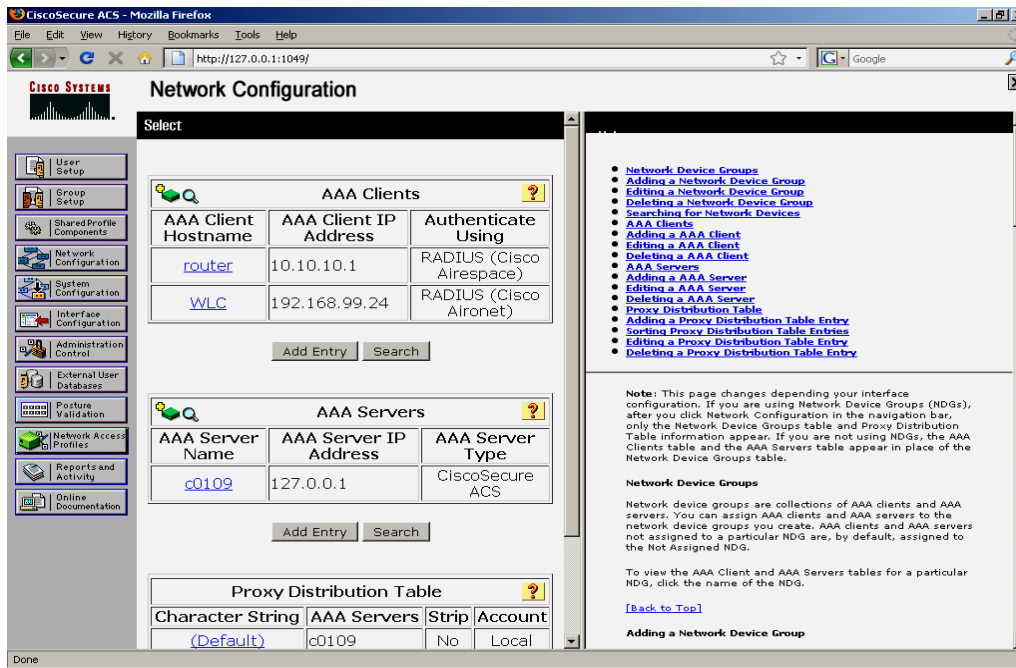 CiscoSecure ACS - Mozilla Firefox
File Edit View History Bookmarks Tools Help
http://127.0.0.1:1049/
Google
CISCO SYSTEMS
Network Configuration
Select
User
Setup
Group
Setup
Shared Profile
Components
Network
Configuration
System
Configuration
Interface
Configuration
Administration
Control
External User
Databases
Posture
Validation
Network Access
Profiles
Reports and
Activity
Online
Documentation
AAA Clients ?
AAA Client
Hostname
AAA Client IP
Address
Authenticate
Using
router
10.10.10.1
RADIUS (Cisco
Airespace)
WLC
192.168.99.24
RADIUS (Cisco
Aironet)
Add Entry Search
AAA Servers ?
AAA Server
Name
AAA Server IP
Address
AAA Server
Type
c0109
127.0.0.1
CiscoSecure
ACS
Add Entry Search
Proxy Distribution Table ?
Character String AAA Servers Strip Account
(Default) c0109 No Local
Network Device Groups
Adding a Network Device Group
Editing a Network Device Group
Deleting a Network Device Group
Searching for Network Devices
AAA Clients
Adding a AAA Client
Editing a AAA Client
Deleting a AAA Client
AAA Servers
Adding a AAA Server
Editing a AAA Server
Deleting a AAA Server
Proxy Distribution Table
Adding a Proxy Distribution Table Entry
Sorting Proxy Distribution Table Entries
Editing a Proxy Distribution Table Entry
Deleting a Proxy Distribution Table Entry
Note: This page changes depending your interface
configuration. If you are using Network Device Groups (NDGs),
after you click Network Configuration in the navigation bar,
only the Network Device Groups table and Proxy Distribution
Table information appear. If you are not using NDGs, the AAA
Clients table and the AAA Servers table appear in place of the
Network Device Groups table.
Network Device Groups
Network device groups are collections of AAA clients and AAA
servers. You can assign AAA clients and AAA servers to the
network device groups you create. AAA clients and AAA servers
not assigned to a particular NDG are, by default, assigned to
the Not Assigned NDG.
To view the AAA Client and AAA Servers tables for a particular
NDG, click the name of the NDG.
[Back to Top]
Adding a Network Device Group
Done